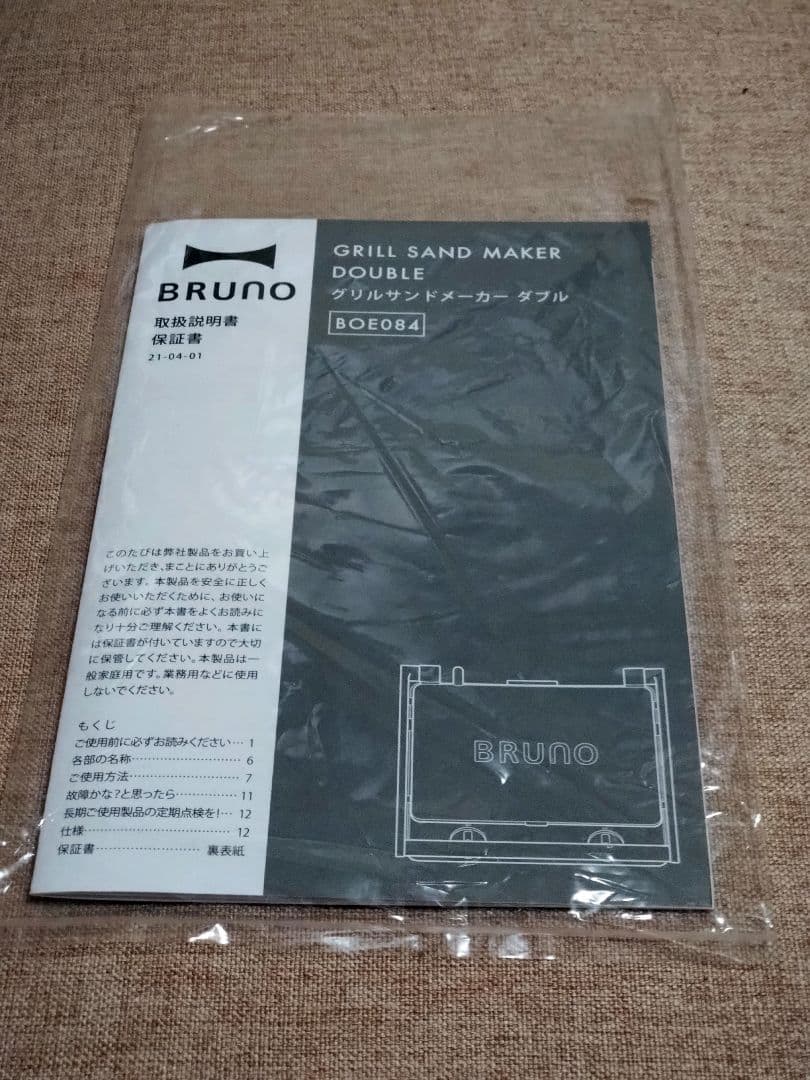 BRUNO
取扱説明書
保証書
21-04-01
GRILL SAND MAKER
DOUBLE
グリルサンドメーカー ダブル
BOE084
このたびは弊社製品をお買い上
げいただき、まことにありがとうご
ざいます。本製品を安全に正しく
お使いいただくために、お使いに
なる前に必ず本書をよくお読みに
なり十分ご理解ください。本書に
は保証書が付いていますので大切
に保管してください。本製品は一
般家庭用です。業務用などに使用
しないでください。
もくじ
ご使用前に必ずお読みください… 1
各部の名称…………………… 6
ご使用方法…………………… 7
故障かな?と思ったら………… 11
長期ご使用製品の定期点検を!… 12
仕様…………………………… 12
保証書………………… 裏表紙
BRUNO